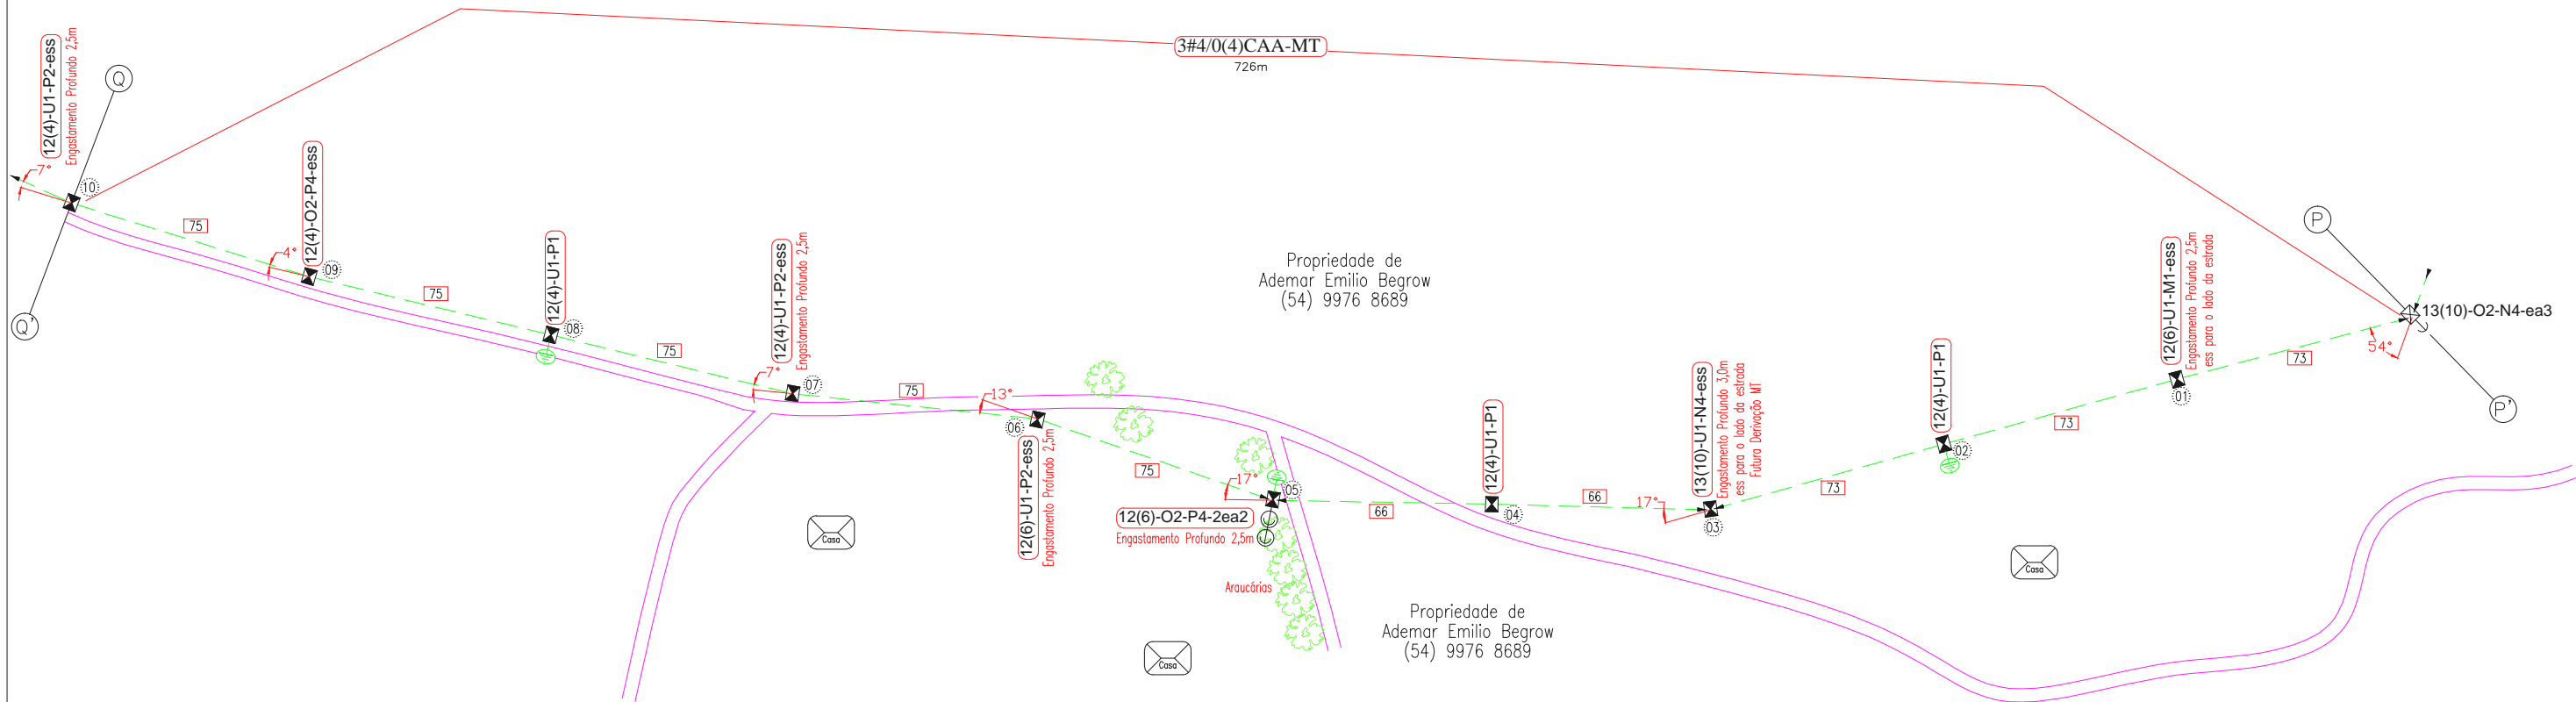 12(4)-U1-P2-ess
Engastamento Profundo 2,5m
Q
7°
10
Q'
75
12(4)-O2-P4-ess
4°
09
75
12(4)-U1-P1
08
75
12(4)-U1-P2-ess
Engastamento Profundo 2,5m
7°
07
75
13°
06
12(6)-U1-P2-ess
Engastamento Profundo 2,5m
75
17°
05
12(6)-O2-P4-2ea2
Engastamento Profundo 2,5m
Araucárias
Casa
Casa
3#4/0(4)CAA-MT
726m
Propriedade de
Ademar Emilio Begrow
(54) 9976 8689
66
12(4)-U1-P1
04
66
17°
13(10)-U1-N4-ess
Engastamento Profundo 3,0m
ess para o lado da estrada
Futura Derivação MT
03
Propriedade de
Ademar Emilio Begrow
(54) 9976 8689
73
12(4)-U1-P1
02
73
Casa
12(6)-U1-M1-ess
Engastamento Profundo 2,5m
ess para o lado da estrada
01
73
P
54°
13(10)-O2-N4-ea3
P'